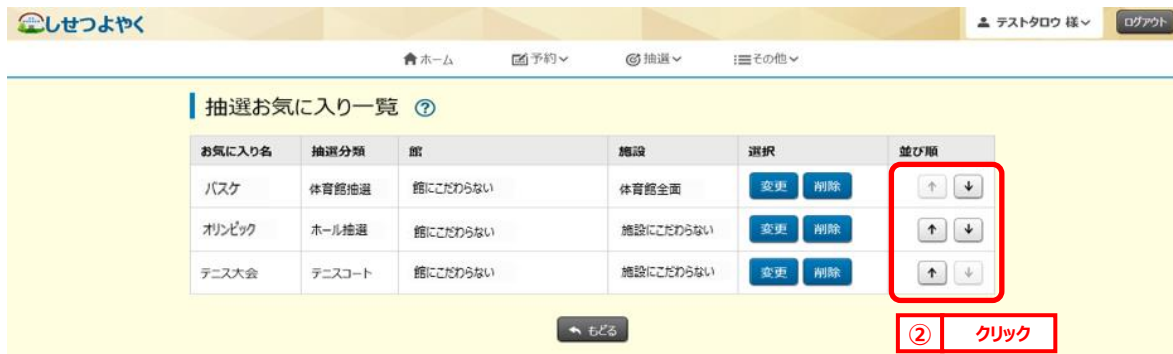 しせつよやく
テストタロウ 様
ログアウト
ホーム 予約 抽選 その他
抽選お気に入り一覧 ?
お気に入り名 抽選分類 館 施設 選択 並び順
バスケ 体育館抽選 館にこだわらない 体育館全面 変更 削除 ↑ ↓
オリンピック ホール抽選 館にこだわらない 施設にこだわらない 変更 削除 ↑ ↓
テニス大会 テニスコート 館にこだわらない 施設にこだわらない 変更 削除 ↑ ↓
もどる
② クリック